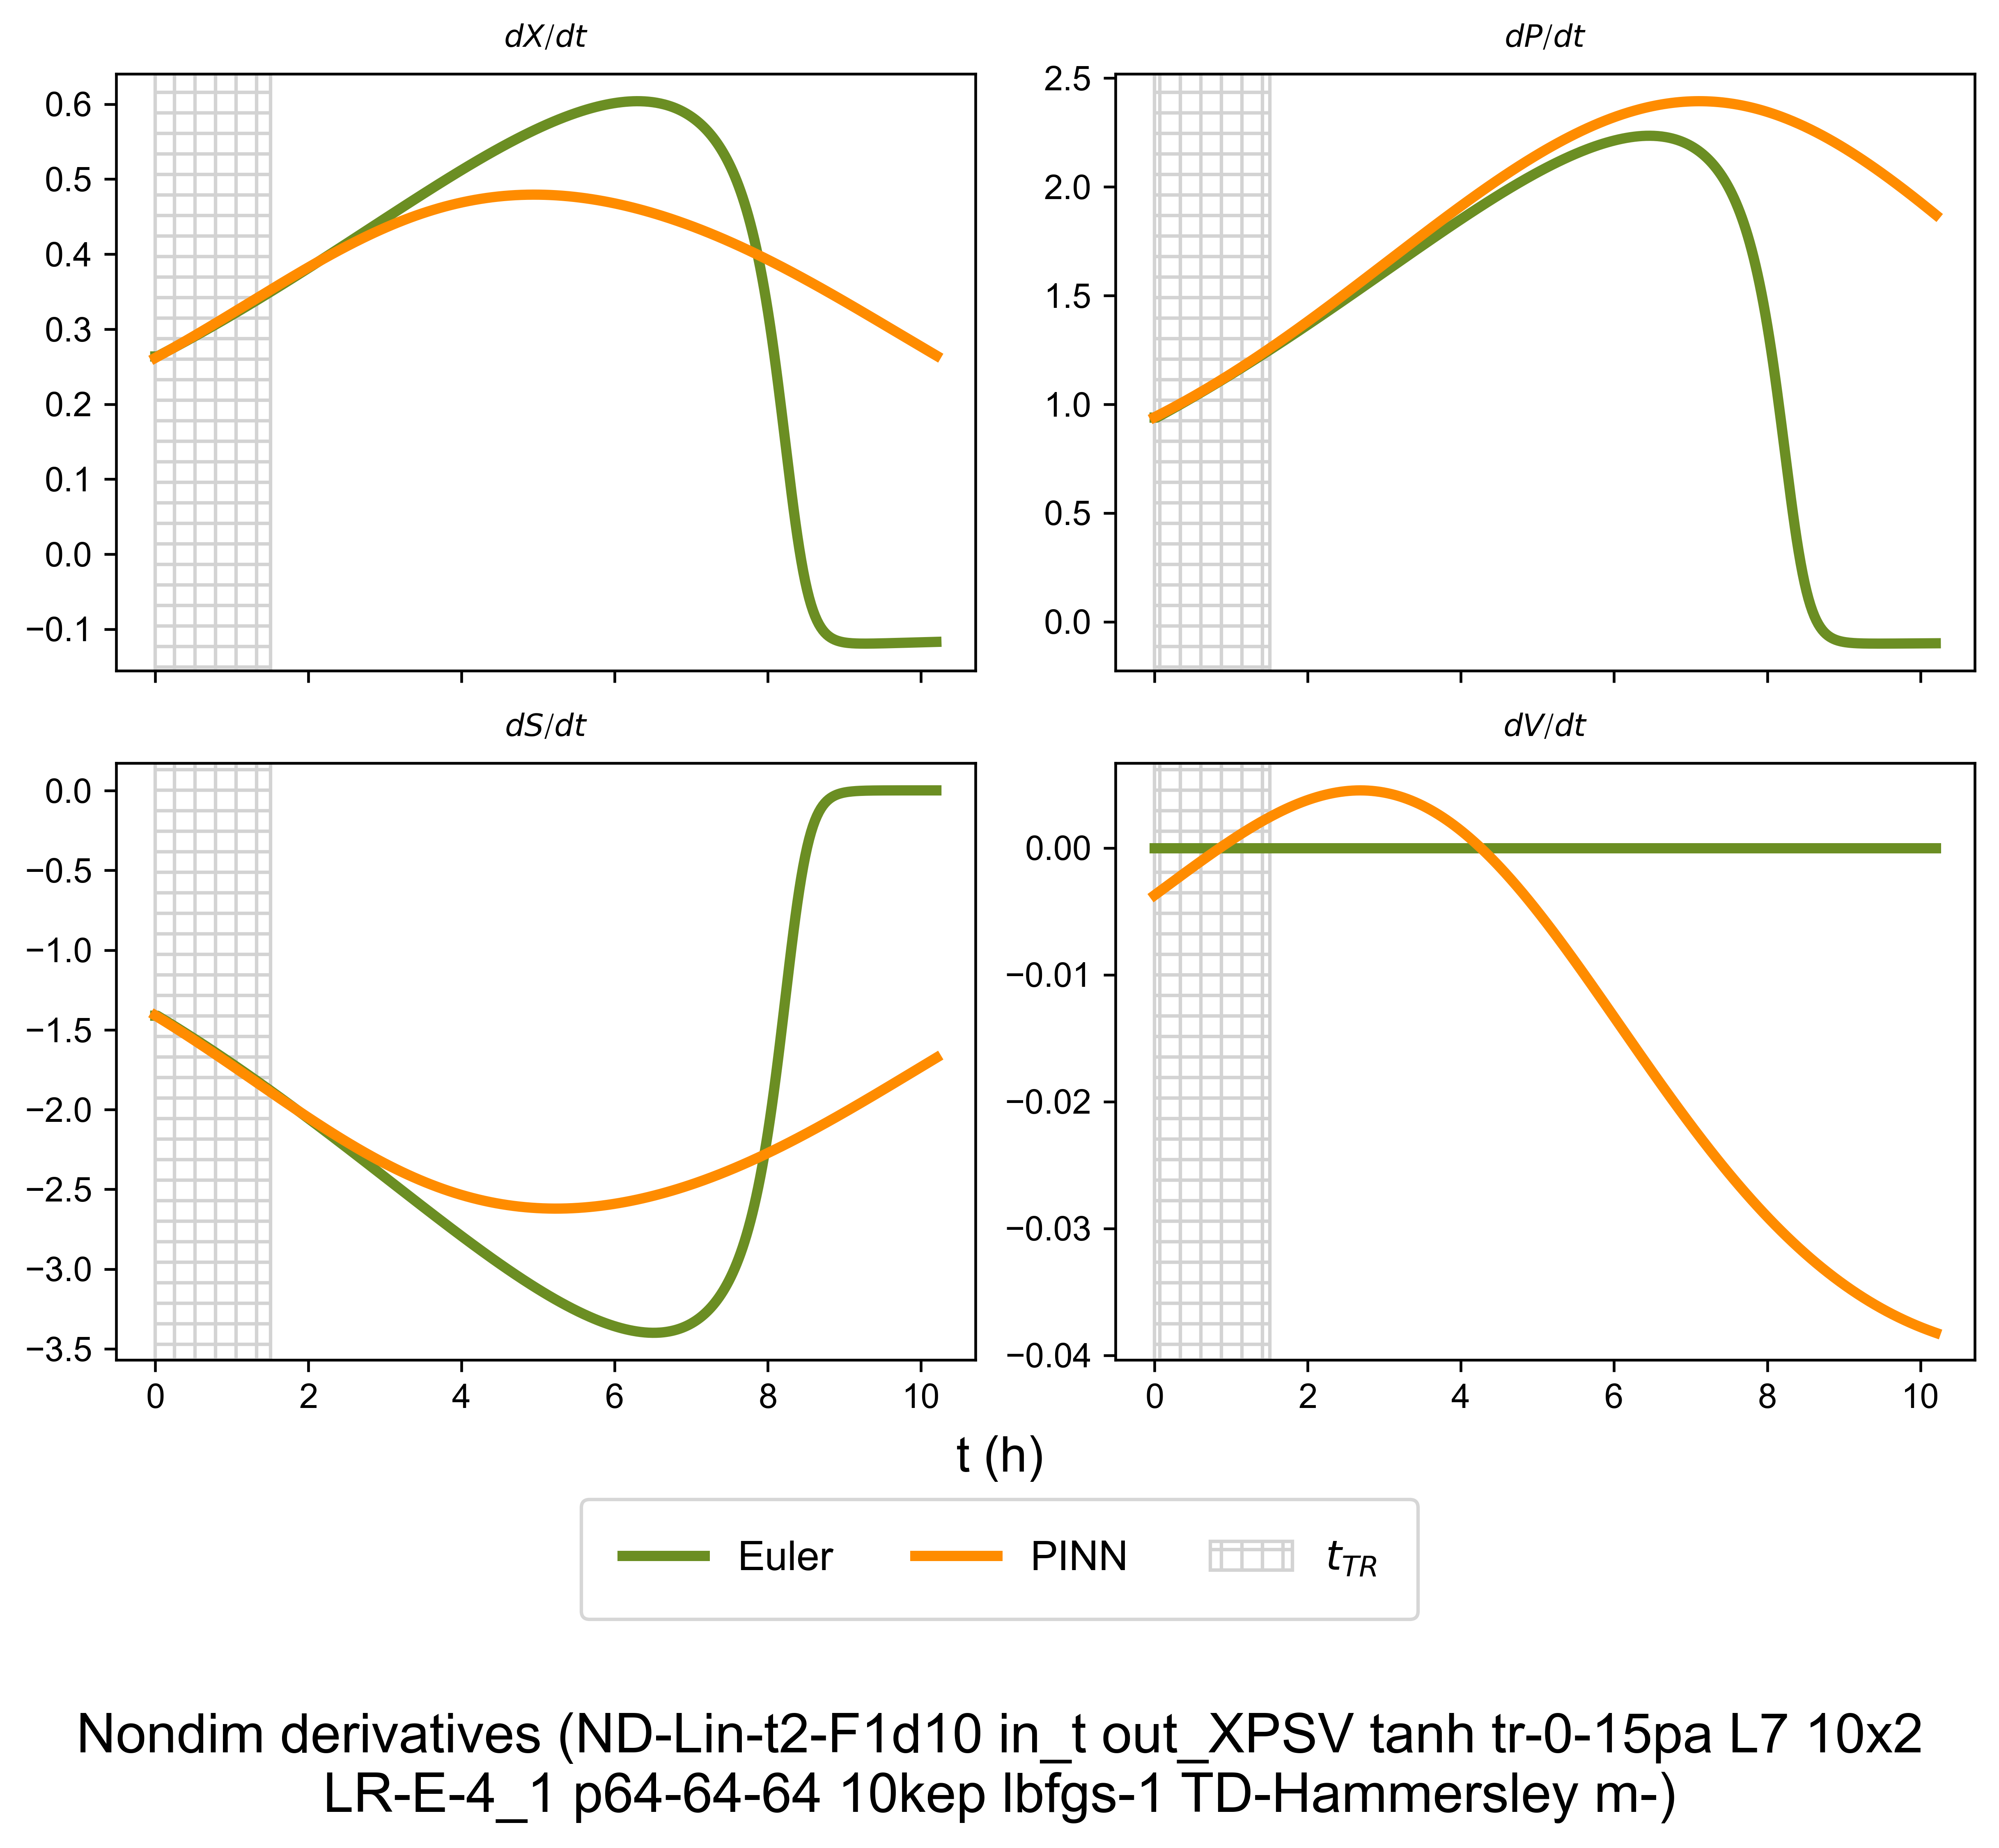 dX/dt
dP/dt
0.6
0.5
0.4
0.3
0.2
0.1
0.0
−0.1
2.5
2.0
1.5
1.0
0.5
0.0
dS/dt
dV/dt
0.0
−0.5
−1.0
−1.5
−2.0
−2.5
−3.0
−3.5
0 2 4 6 8 10
0.00
−0.01
−0.02
−0.03
−0.04
0 2 4 6 8 10
t (h)
Euler PINN t_TR
Nondim derivatives (ND-Lin-t2-F1d10 in_t out_XPSV tanh tr-0-15pa L7 10x2
LR-E-4_1 p64-64-64 10kep lbfgs-1 TD-Hammersley m-)